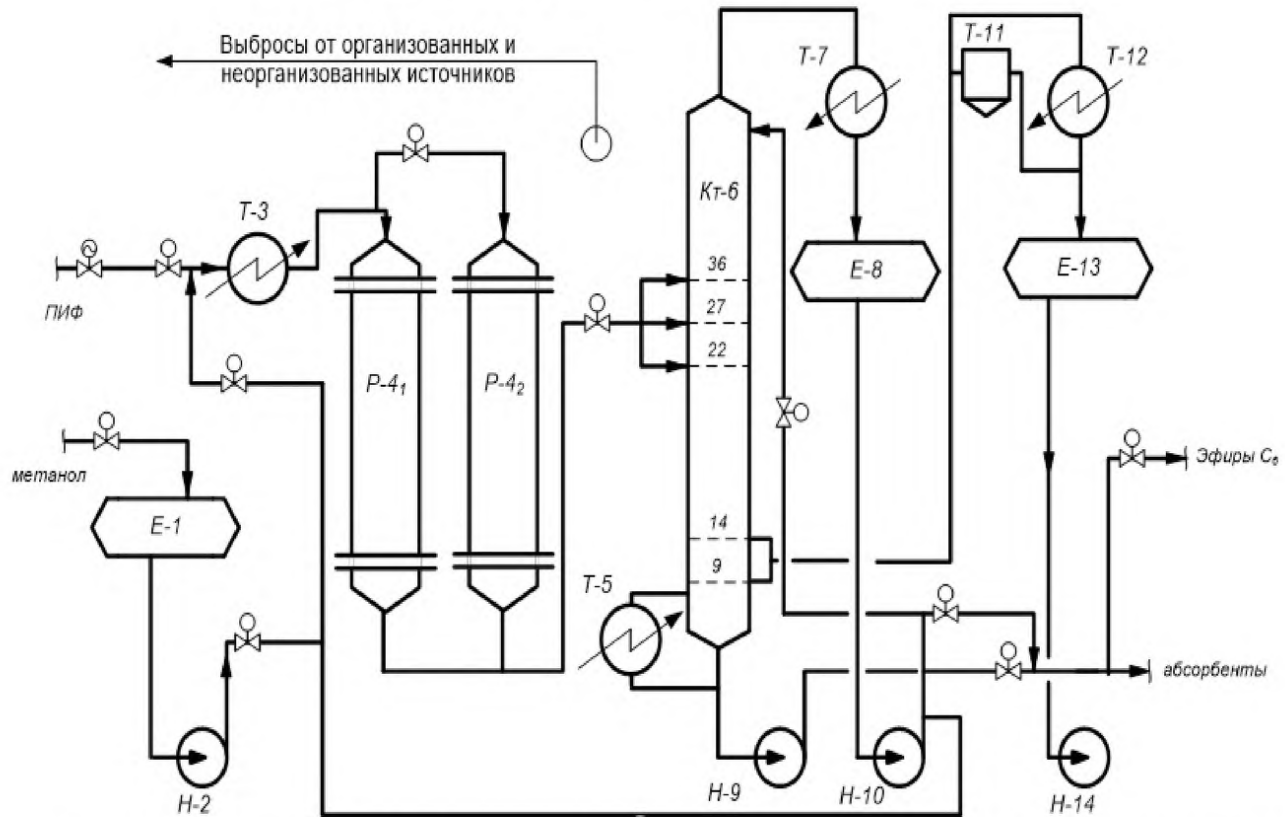 Выбросы от организованных и
неорганизованных источников
Т-7
Т-11
Т-12
Кт-6
Т-3
ПИФ
36
27
22
Е-8
Е-13
Р-4₁
Р-4₂
метанол
Е-1
Эфиры С₆
14
9
Т-5
абсорбенты
Н-2
Н-9
Н-10
Н-14